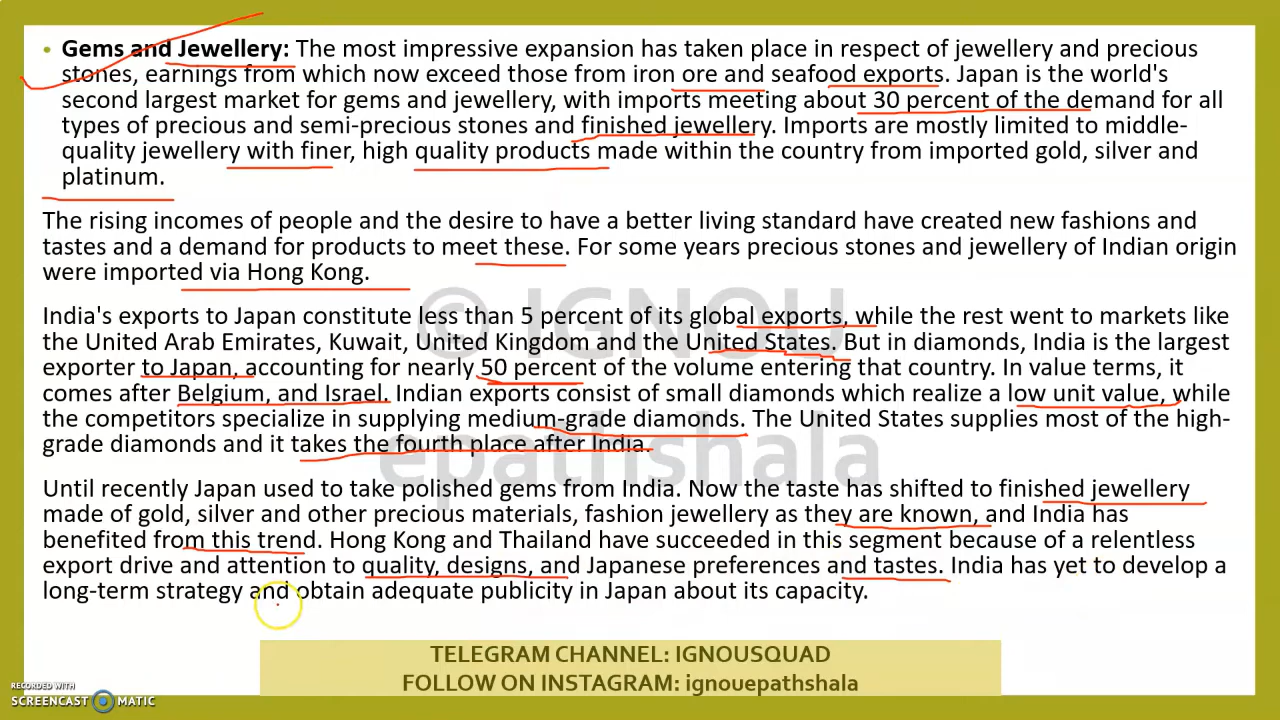 • Gems and Jewellery: The most impressive expansion has taken place in respect of jewellery and precious
stones, earnings from which now exceed those from iron ore and seafood exports. Japan is the world's
second largest market for gems and jewellery, with imports meeting about 30 percent of the demand for all
types of precious and semi-precious stones and finished jewellery. Imports are mostly limited to middle-
quality jewellery with finer, high quality products made within the country from imported gold, silver and
platinum.
The rising incomes of people and the desire to have a better living standard have created new fashions and
tastes and a demand for products to meet these. For some years precious stones and jewellery of Indian origin
were imported via Hong Kong.
© IGNOU
India's exports to Japan constitute less than 5 percent of its global exports, while the rest went to markets like
the United Arab Emirates, Kuwait, United Kingdom and the United States. But in diamonds, India is the largest
exporter to Japan, accounting for nearly 50 percent of the volume entering that country. In value terms, it
comes after Belgium, and Israel. Indian exports consist of small diamonds which realize a low unit value, while
the competitors specialize in supplying medium-grade diamonds. The United States supplies most of the high-
grade diamonds and it takes the fourth place after India.
epathshala
Until recently Japan used to take polished gems from India. Now the taste has shifted to finished jewellery
made of gold, silver and other precious materials, fashion jewellery as they are known, and India has
benefited from this trend. Hong Kong and Thailand have succeeded in this segment because of a relentless
export drive and attention to quality, designs, and Japanese preferences and tastes. India has yet to develop a
long-term strategy and obtain adequate publicity in Japan about its capacity.
TELEGRAM CHANNEL: IGNOUSQUAD
FOLLOW ON INSTAGRAM: ignouepathshala
RECORDED WITH
SCREENCAST MATIC